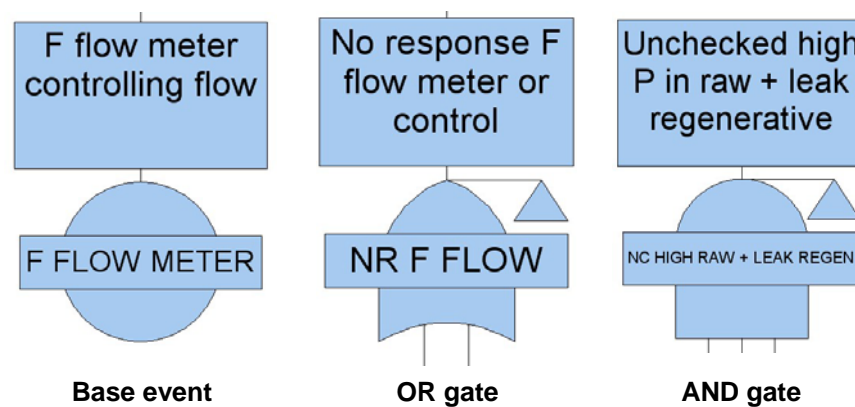 F flow meter
controlling flow
F FLOW METER
Base event
No response F
flow meter or
control
NR F FLOW
OR gate
Unchecked high
P in raw + leak
regenerative
NC HIGH RAW + LEAK REGEN
AND gate